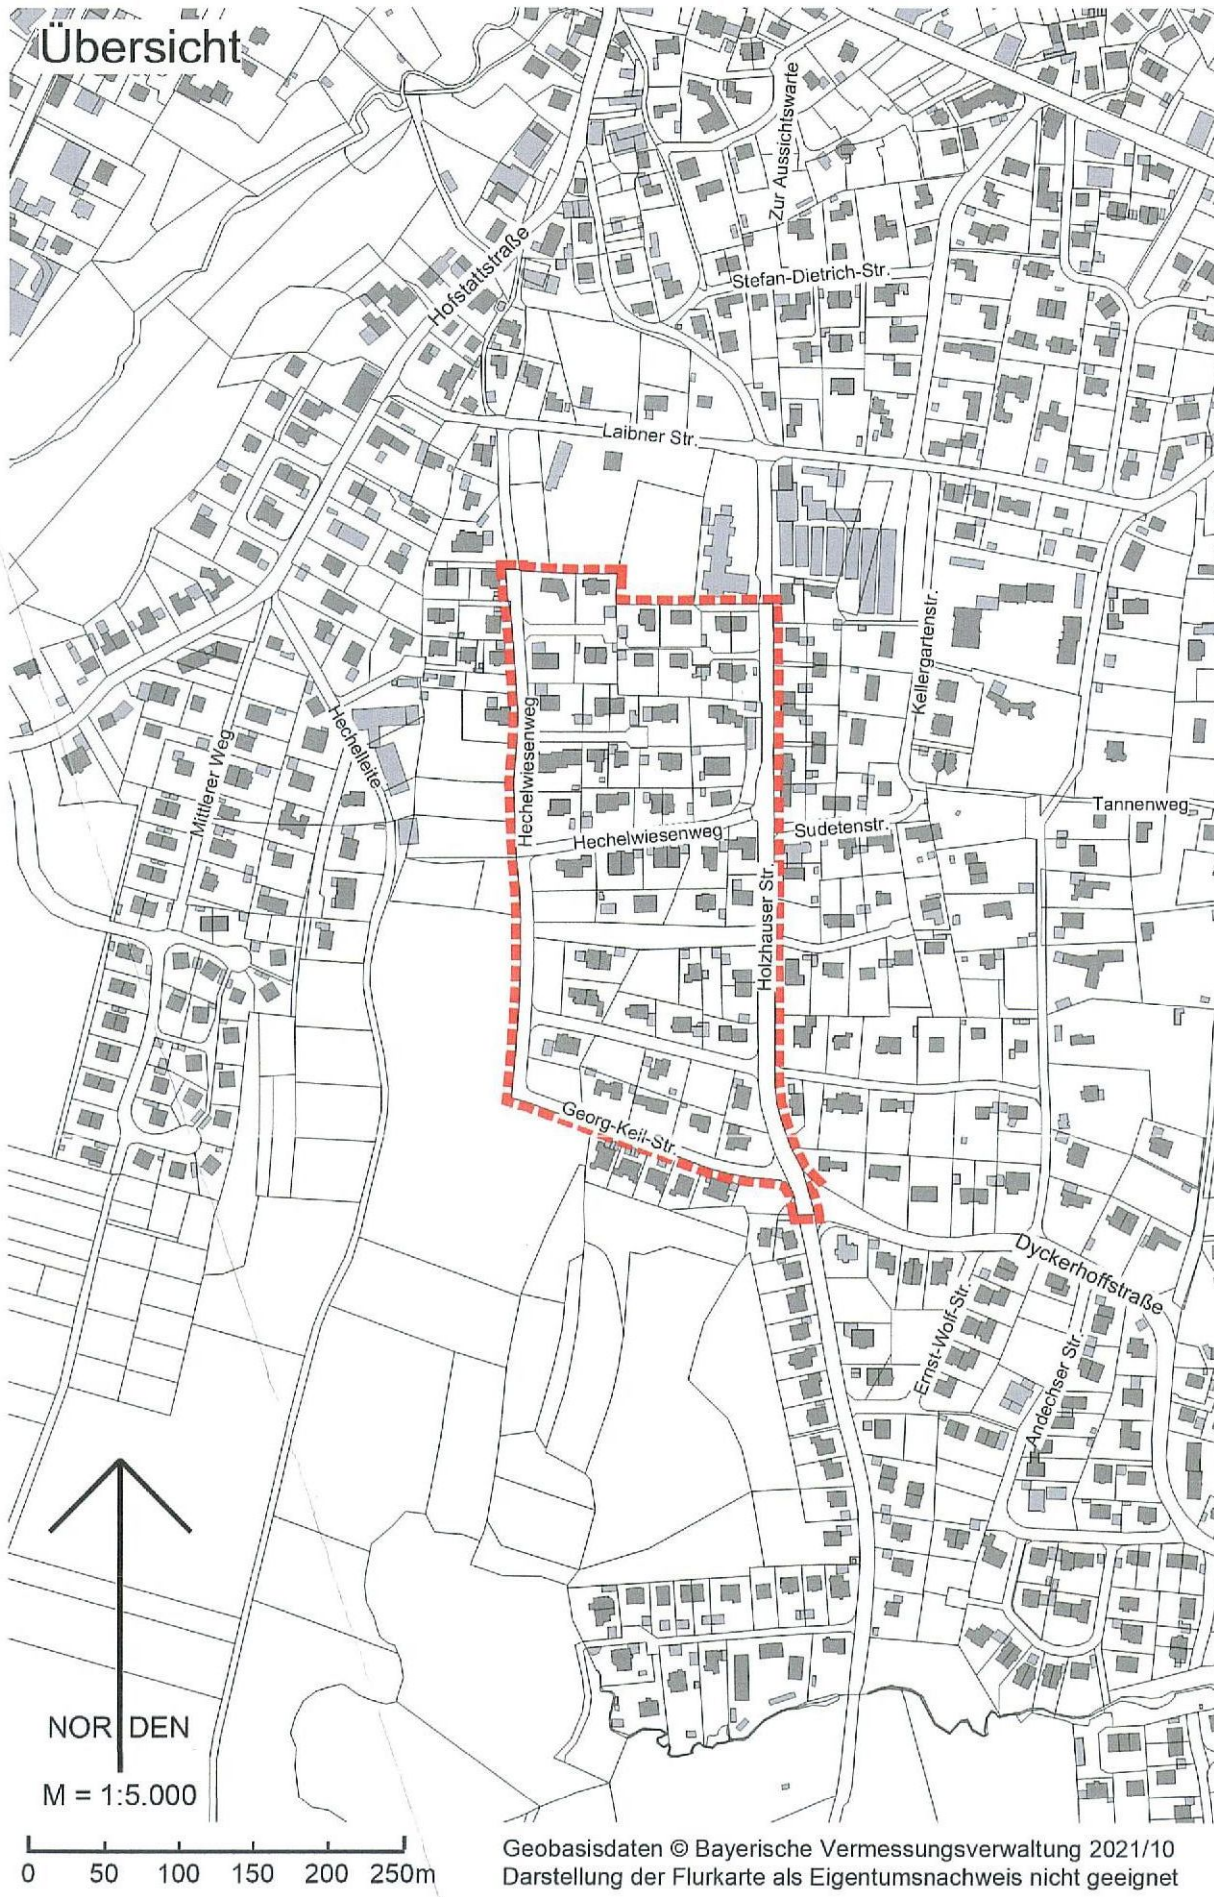 Übersicht
Zur Aussichtswarte
Hofstattstraße
Stefan-Dietrich-Str.
Laibner Str.
Kellergartenstr.
Hechelleite
Mittlerer Weg
Hechelwiesenweg
Hechelwiesenweg
Sudetenstr.
Tannenweg
Holzhauser Str.
Georg-Keil-Str.
Dyckerhoffstraße
Ernst-Wolf-Str.
Andechser Str.
NORDEN
M = 1:5.000
0 50 100 150 200 250m
Geobasisdaten © Bayerische Vermessungsverwaltung 2021/10
Darstellung der Flurkarte als Eigentumsnachweis nicht geeignet